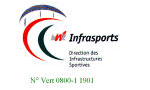 Infrasports
Direction des
Infrastructures
Sportives
N° Vert 0800-1 1901